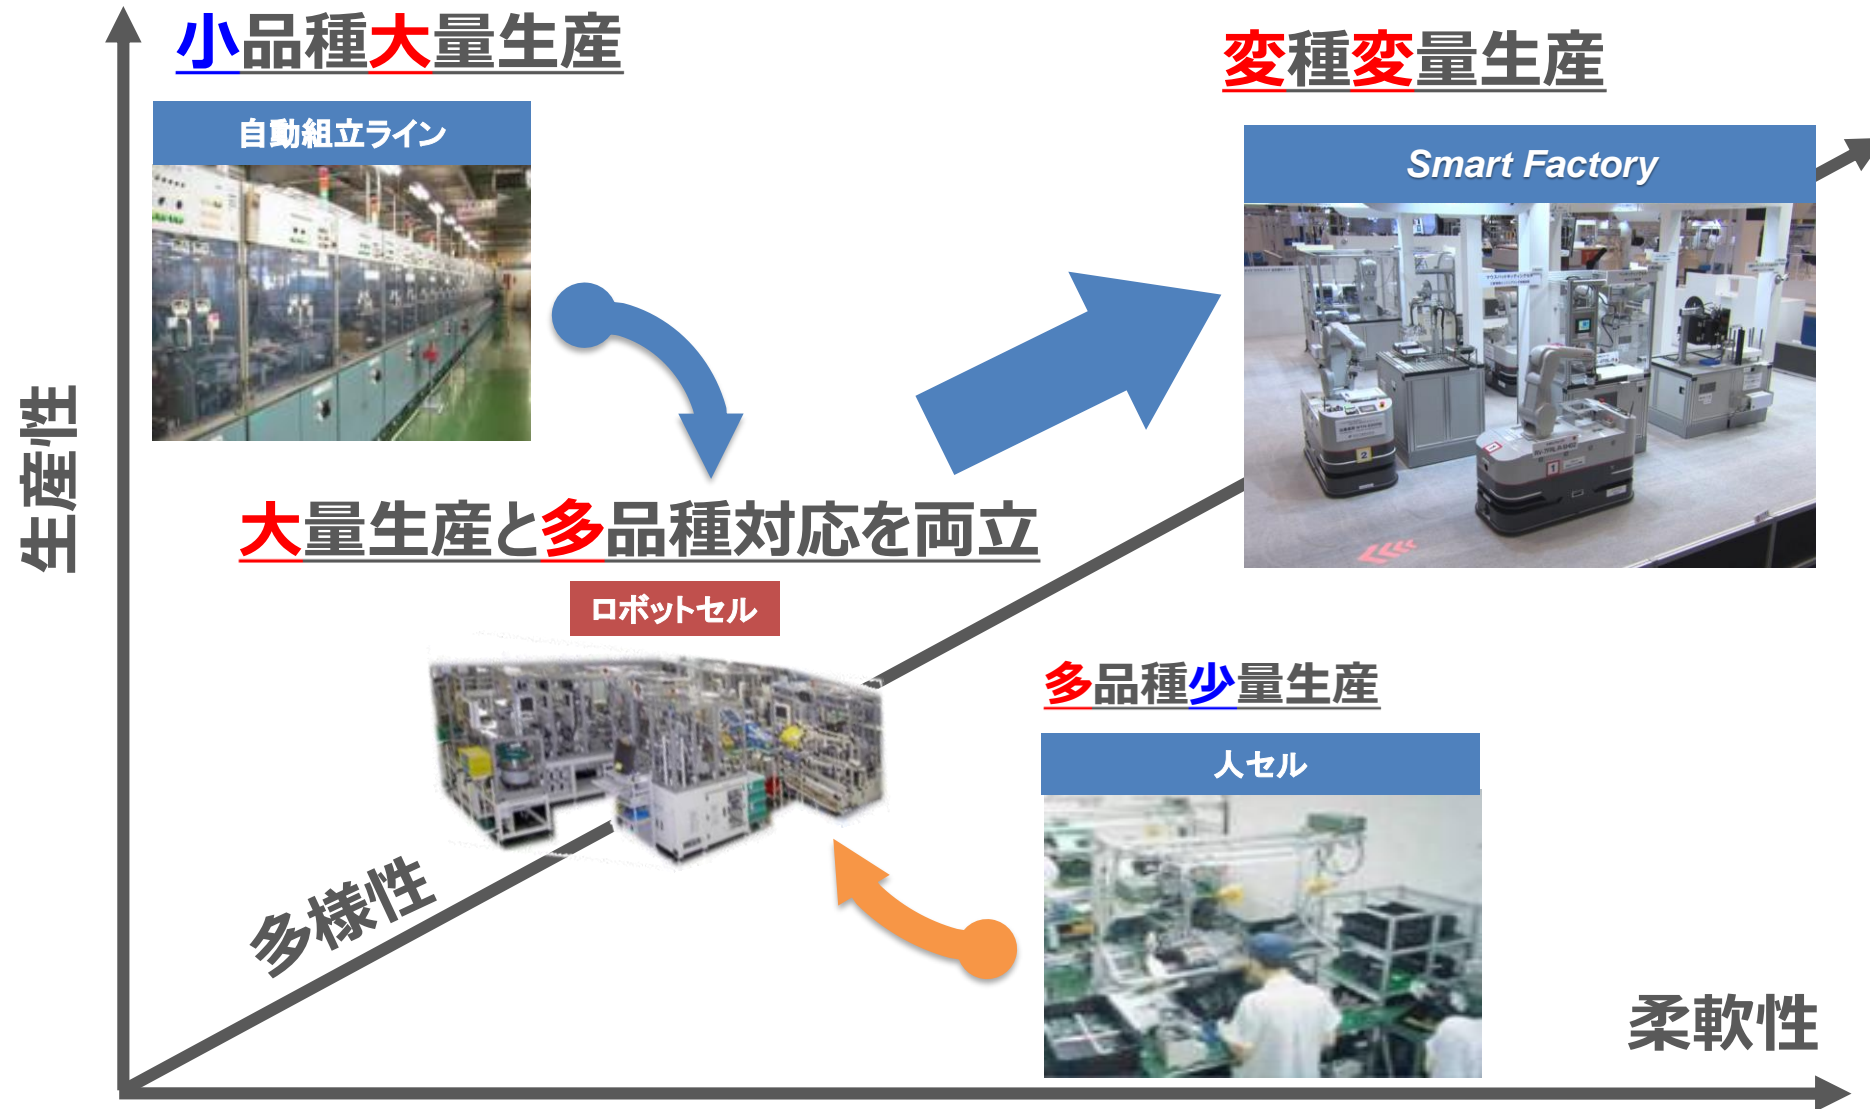 小品種大量生産
変種変量生産
自動組立ライン
Smart Factory
生産性
大量生産と多品種対応を両立
ロボットセル
多品種少量生産
人セル
多様性
柔軟性
2
1
1